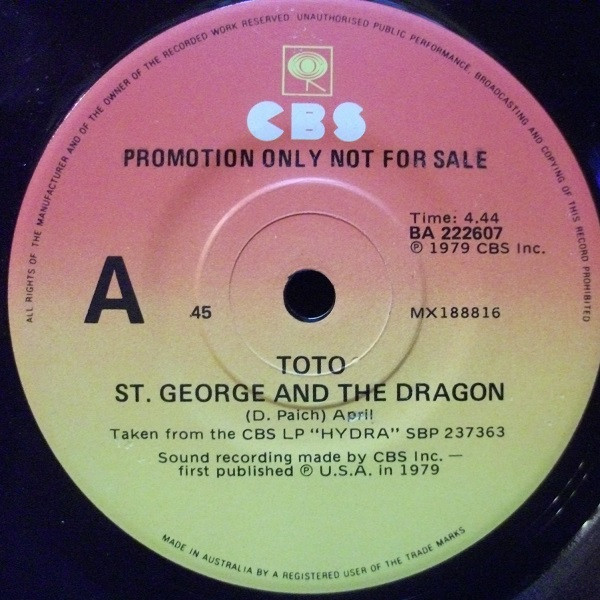 ALL RIGHTS OF THE MANUFACTURER AND OF THE OWNER OF THE RECORDED WORK RESERVED UNAUTHORISED PUBLIC PERFORMANCE, BROADCASTING AND COPYING OF THIS RECORD PROHIBITED
CBS
PROMOTION ONLY NOT FOR SALE
Time: 4.44
BA 222607
℗ 1979 CBS Inc.
A
45
MX188816
TOTO
ST. GEORGE AND THE DRAGON
(D. Paich) April
Taken from the CBS LP "HYDRA" SBP 237363
Sound recording made by CBS Inc. —
first published ℗ U.S.A. in 1979
MADE IN AUSTRALIA BY A REGISTERED USER OF THE TRADE MARKS